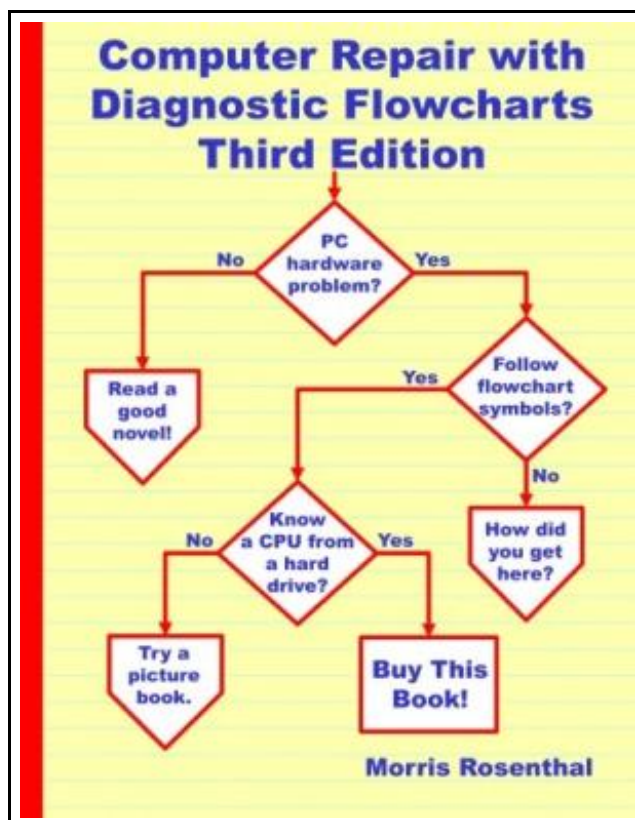 Computer Repair with
Diagnostic Flowcharts
Third Edition
PC
hardware
problem?
No
Yes
Read a
good
novel!
Follow
flowchart
symbols?
Yes
No
How did
you get
here?
Know
a CPU from
a hard
drive?
No
Yes
Try a
picture
book.
Buy This
Book!
Morris Rosenthal